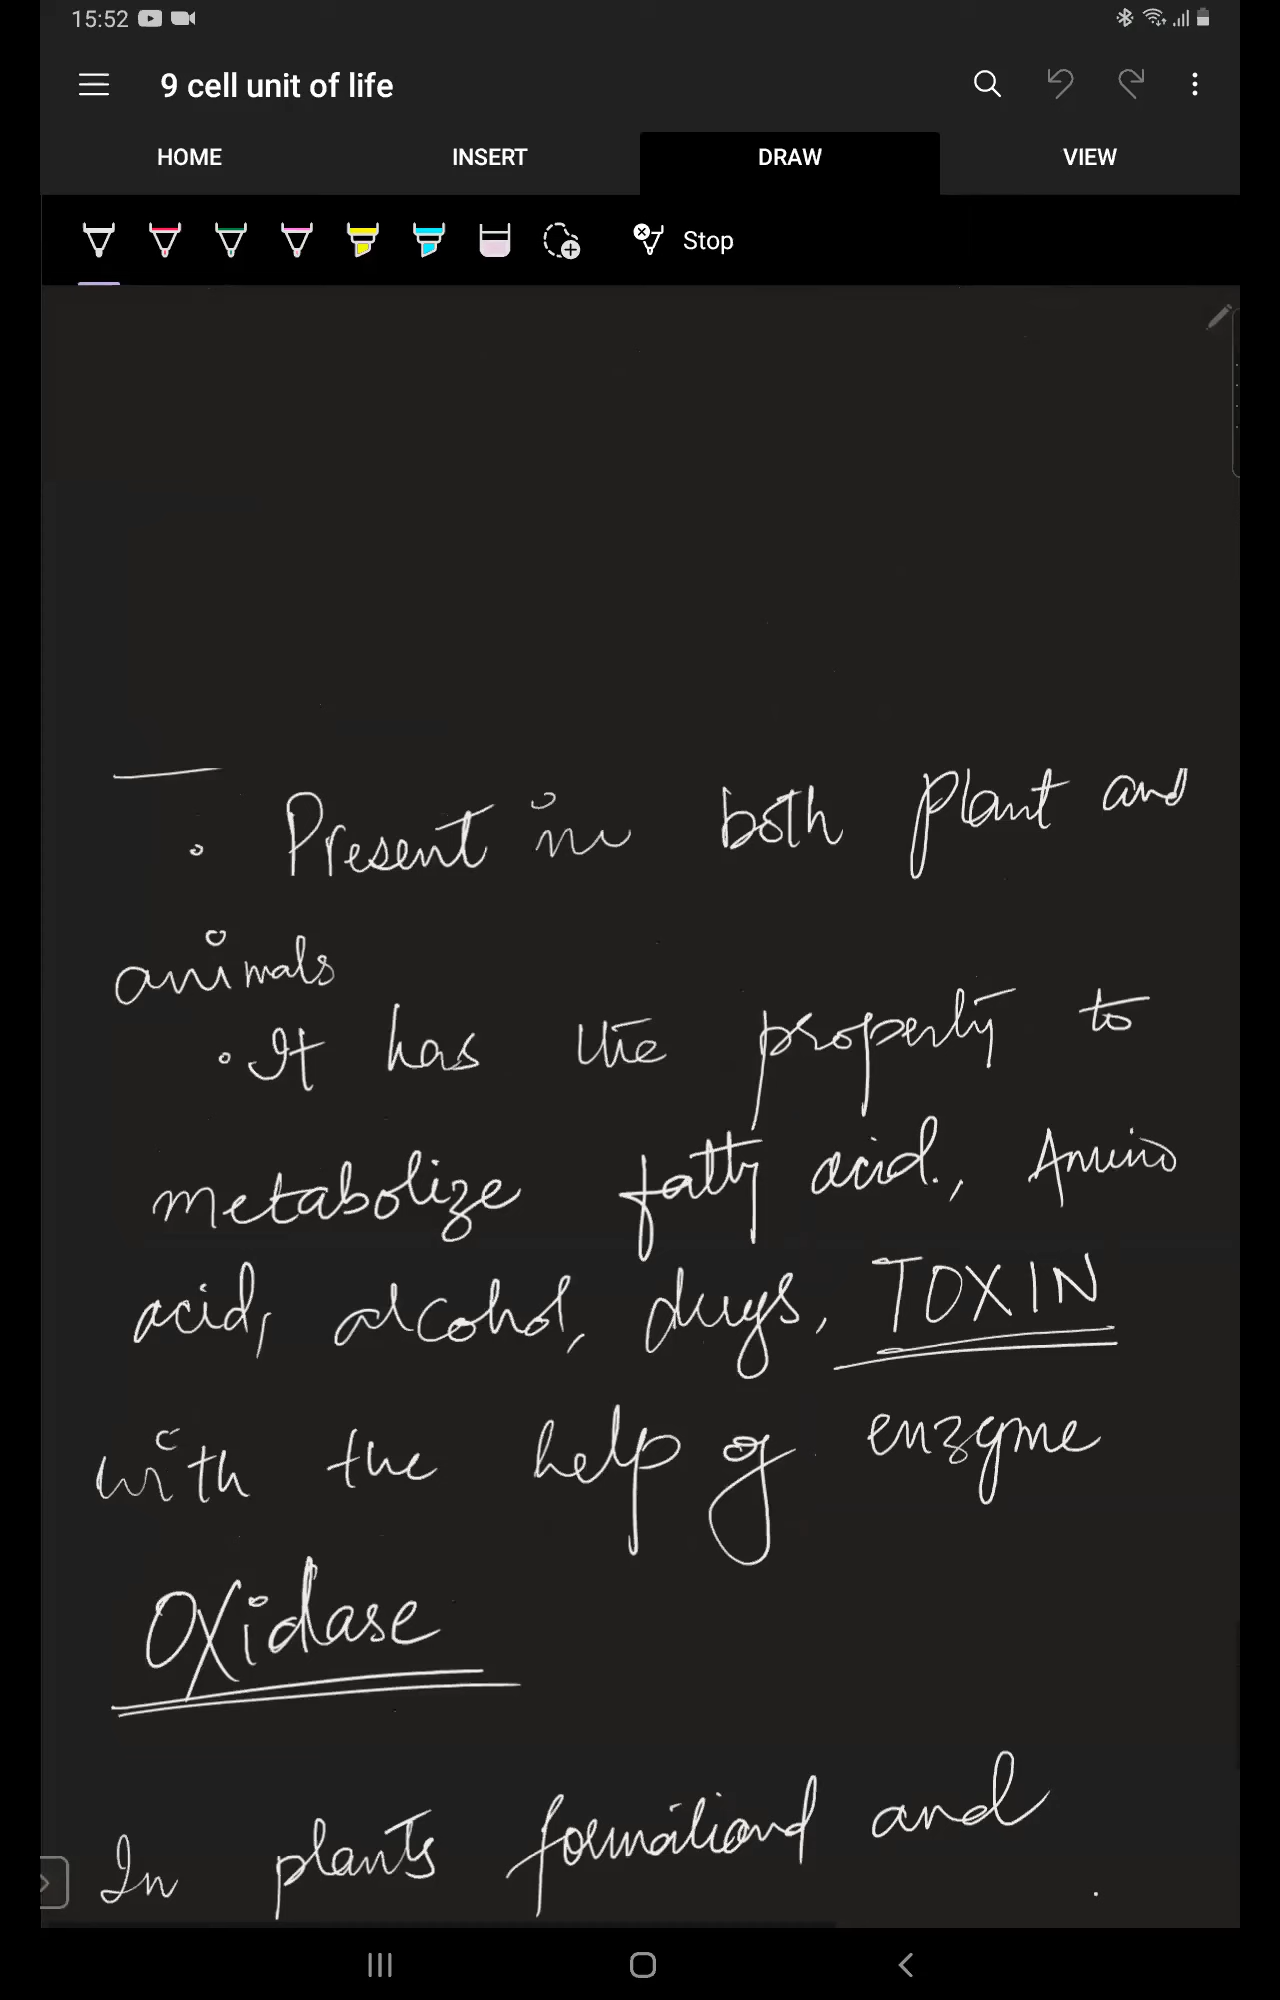 15:52
9 cell unit of life
HOME INSERT DRAW VIEW
Stop
• Present in both plant and
animals
• It has the property to
metabolize fatty acid., Amino
acid, alcohol, drugs, TOXIN
with the help of enzyme
Oxidase
In plants and